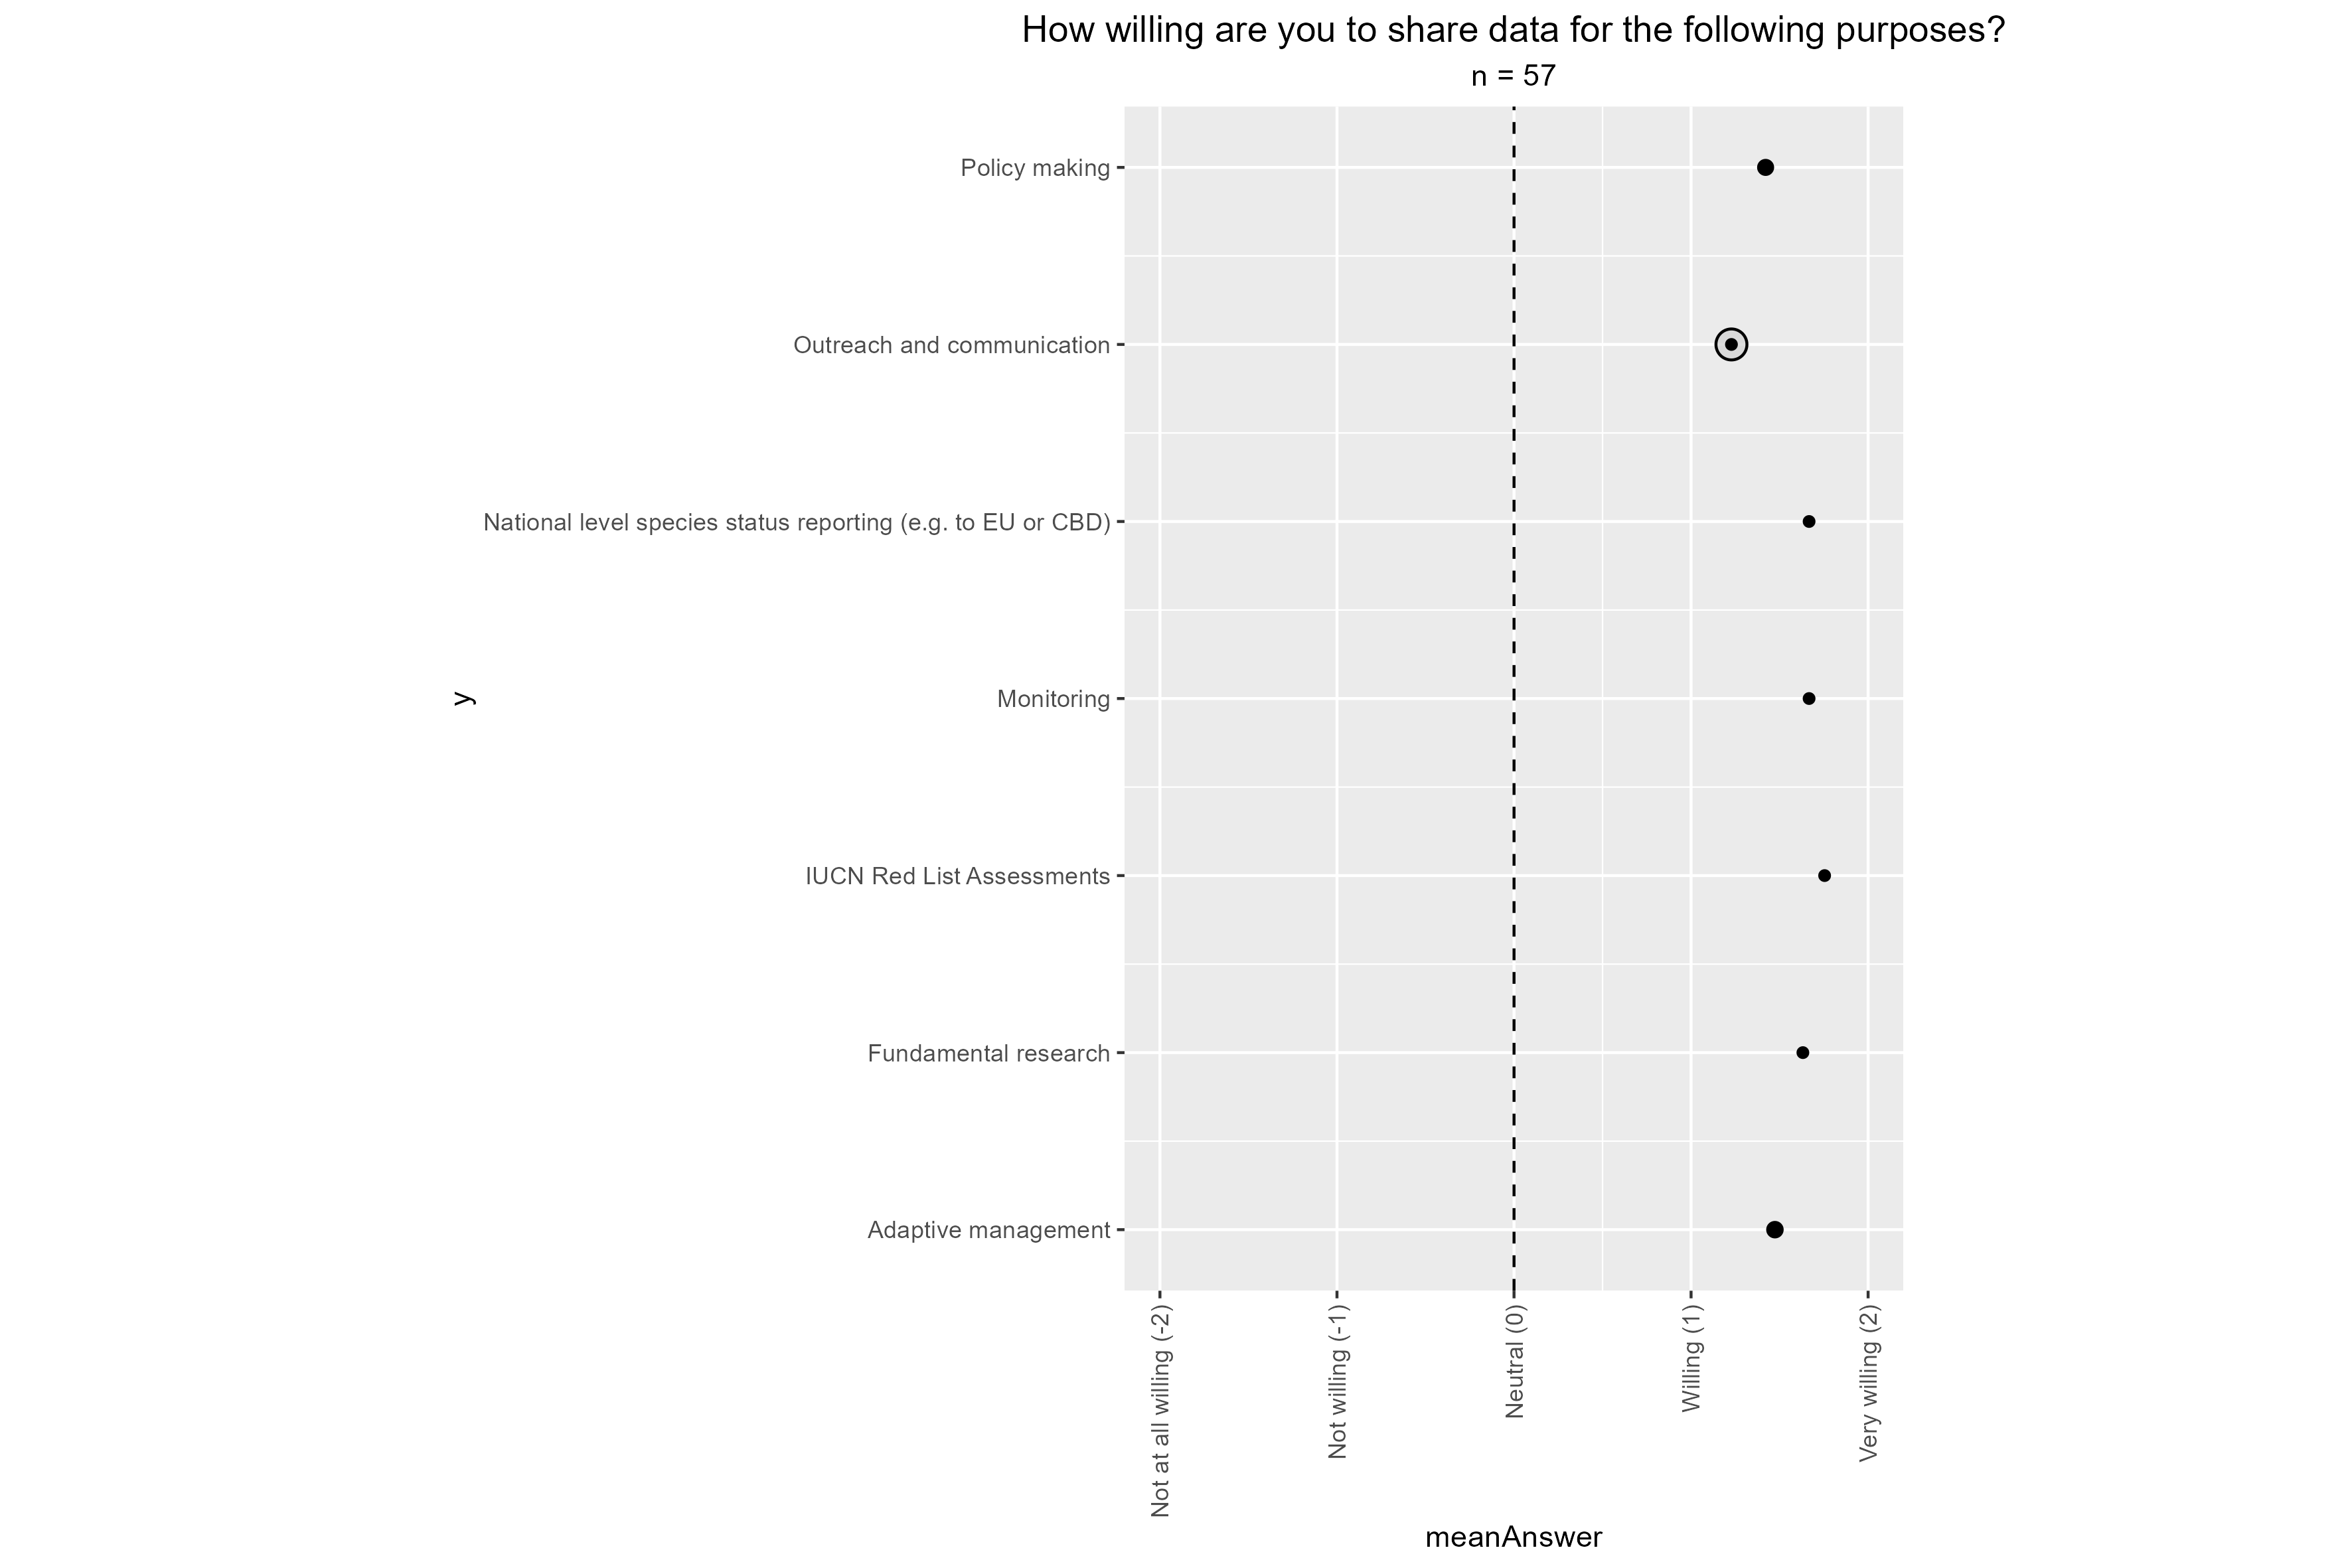 How willing are you to share data for the following purposes?
n = 57
Policy making
Outreach and communication
National level species status reporting (e.g. to EU or CBD)
Monitoring
IUCN Red List Assessments
Fundamental research
Adaptive management
y
Not at all willing (-2)
Not willing (-1)
Neutral (0)
Willing (1)
Very willing (2)
meanAnswer